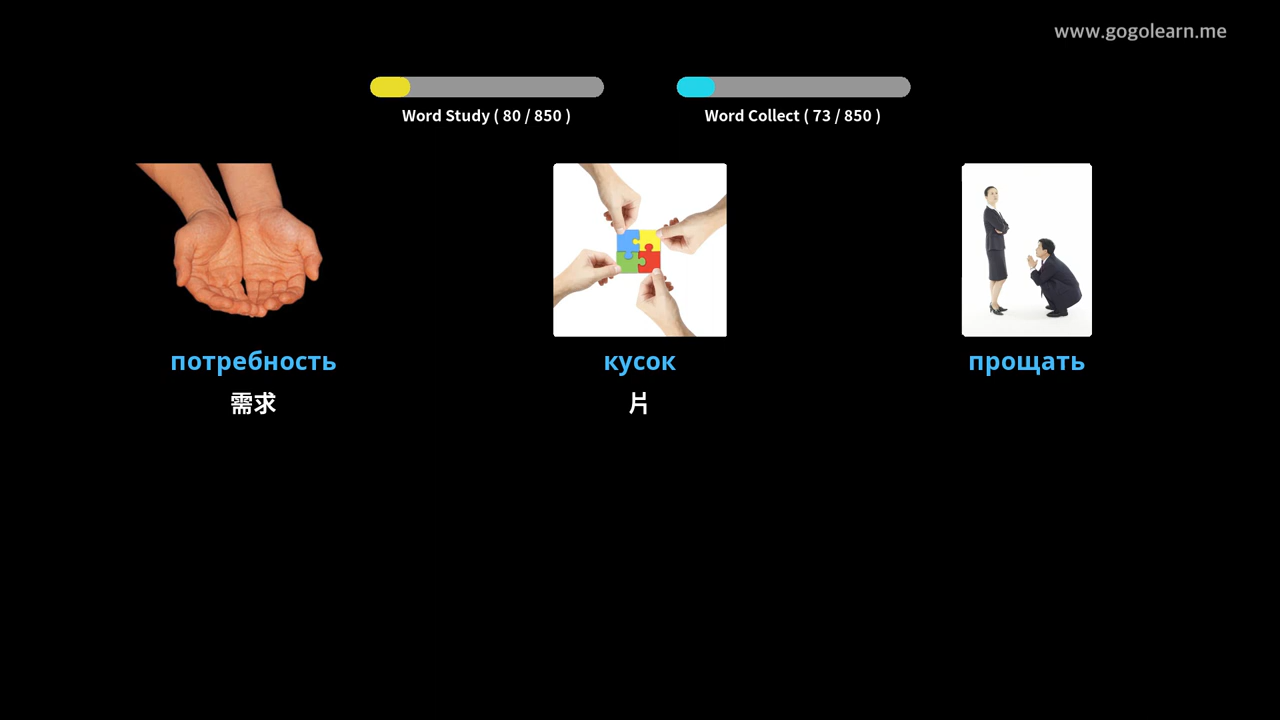 www.gogolearn.me
Word Study ( 80 / 850 )
Word Collect ( 73 / 850 )
потребность
кусок
прощать
需求
片